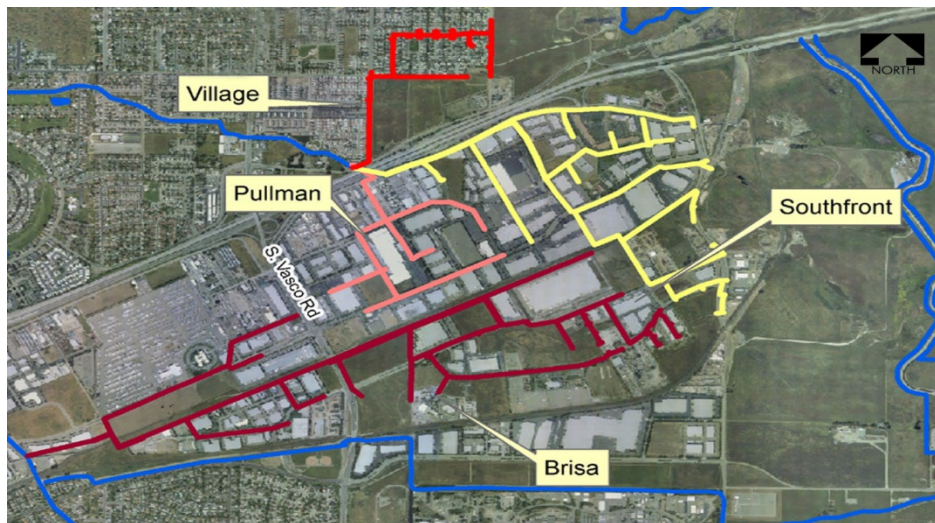 NORTH
Village
Pullman
Southfront
S. Vasco Rd
Brisa